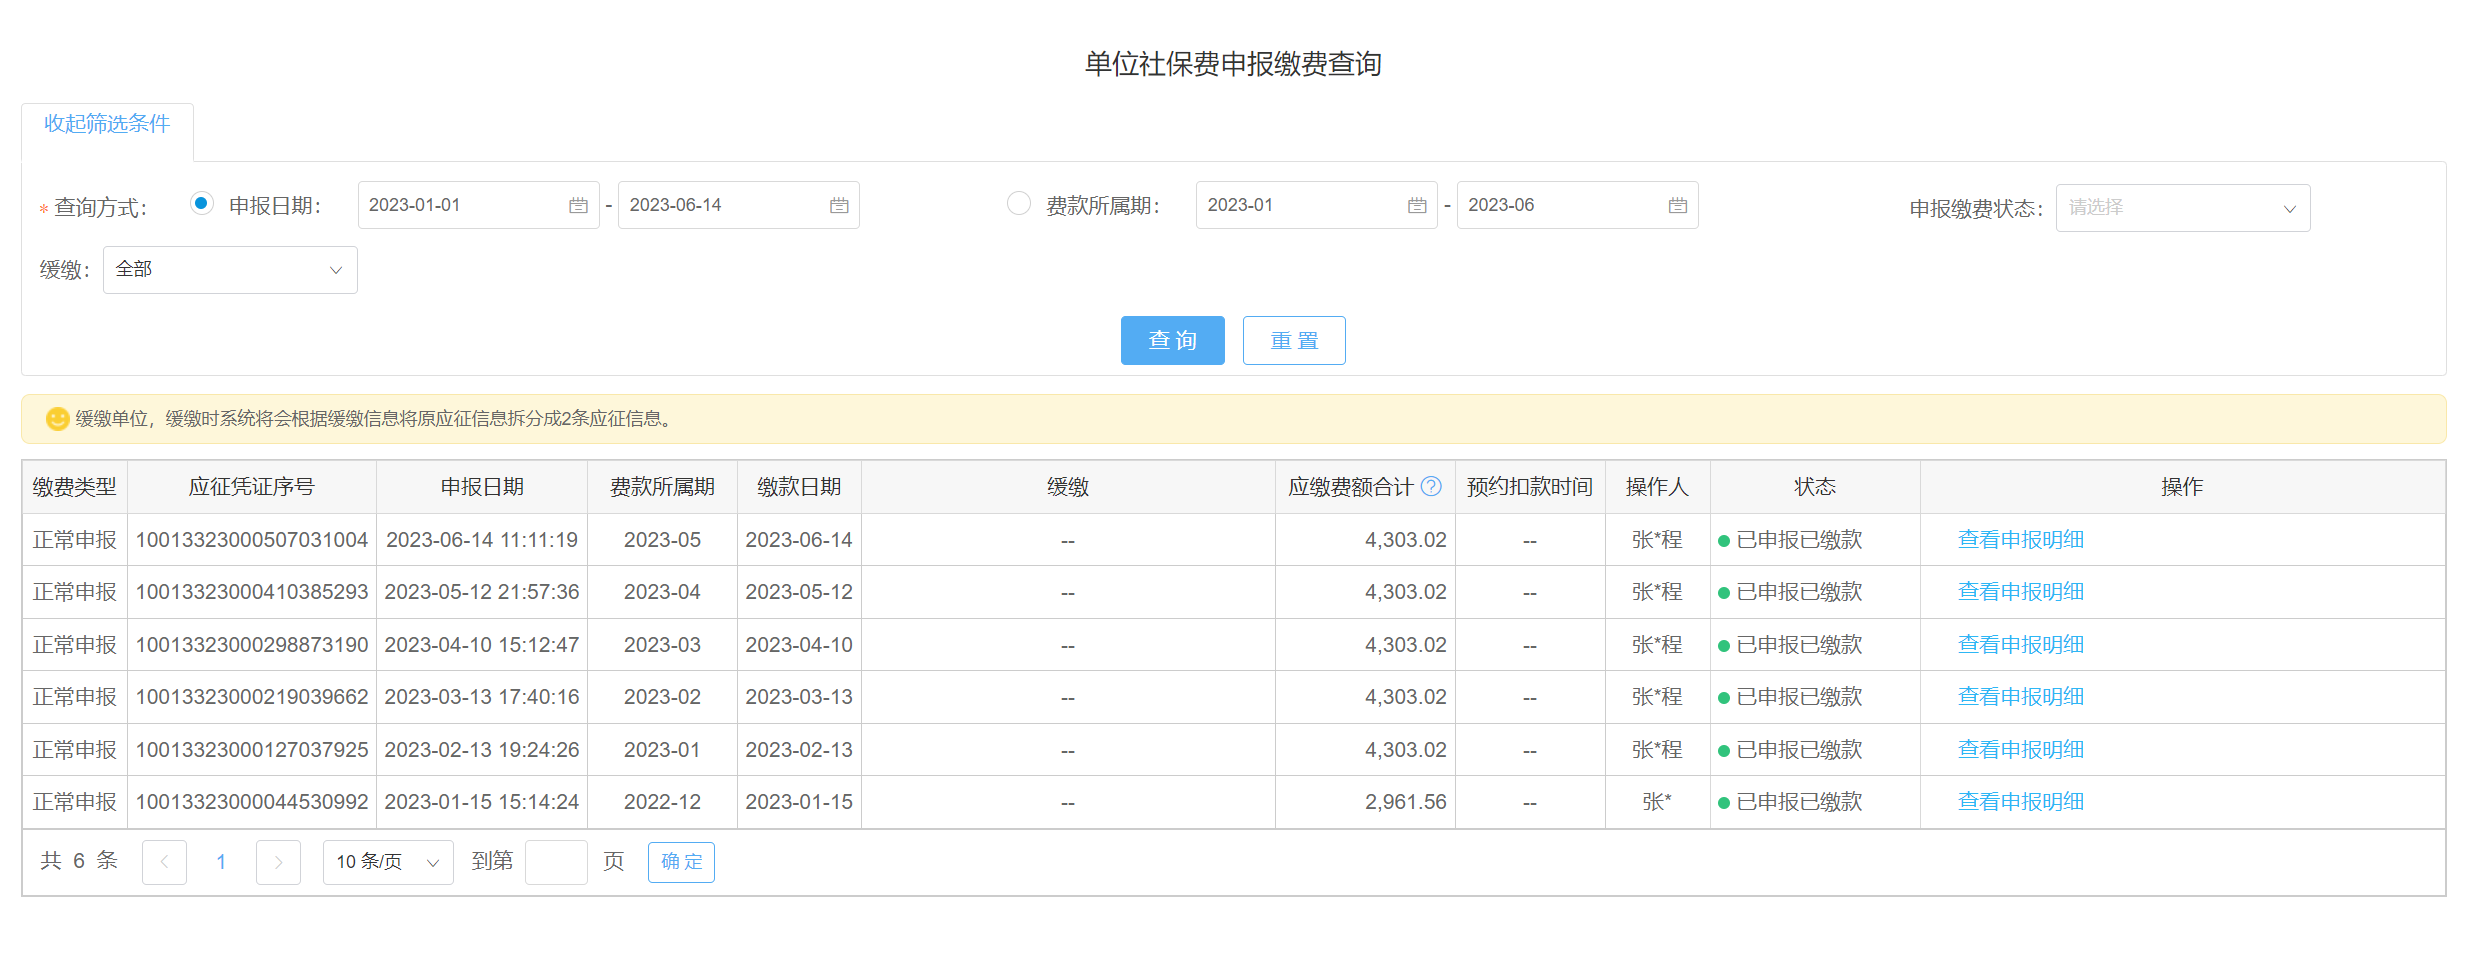 单位社保费申报缴费查询
收起筛选条件
* 查询方式： 申报日期： 2023-01-01 - 2023-06-14 费款所属期： 2023-01 - 2023-06 申报缴费状态： 请选择
缓缴： 全部
查 询 重 置
缓缴单位，缓缴时系统将会根据缓缴信息将原应征信息拆分成2条应征信息。
缴费类型 应征凭证序号 申报日期 费款所属期 缴款日期 缓缴 应缴费额合计 ? 预约扣款时间 操作人 状态 操作
正常申报 10013323000507031004 2023-06-14 11:11:19 2023-05 2023-06-14 -- 4,303.02 -- 张*程 已申报已缴款 查看申报明细
正常申报 10013323000410385293 2023-05-12 21:57:36 2023-04 2023-05-12 -- 4,303.02 -- 张*程 已申报已缴款 查看申报明细
正常申报 10013323000298873190 2023-04-10 15:12:47 2023-03 2023-04-10 -- 4,303.02 -- 张*程 已申报已缴款 查看申报明细
正常申报 10013323000219039662 2023-03-13 17:40:16 2023-02 2023-03-13 -- 4,303.02 -- 张*程 已申报已缴款 查看申报明细
正常申报 10013323000127037925 2023-02-13 19:24:26 2023-01 2023-02-13 -- 4,303.02 -- 张*程 已申报已缴款 查看申报明细
正常申报 10013323000044530992 2023-01-15 15:14:24 2022-12 2023-01-15 -- 2,961.56 -- 张* 已申报已缴款 查看申报明细
共 6 条 < 1 > 10 条/页 到第 页 确 定